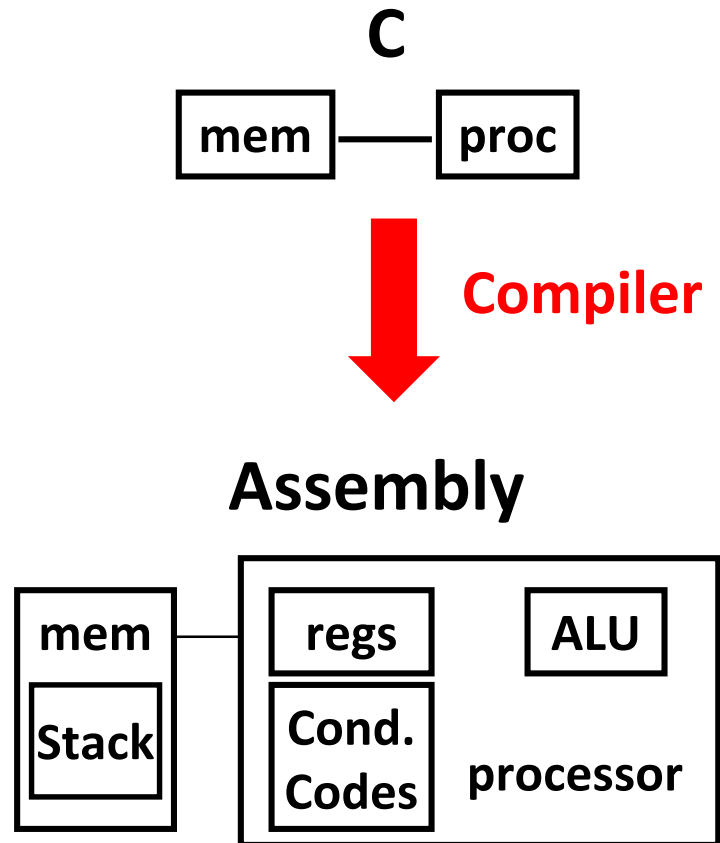 C
mem
proc
Compiler
Assembly
mem
regs
ALU
Stack
Cond.
Codes
processor